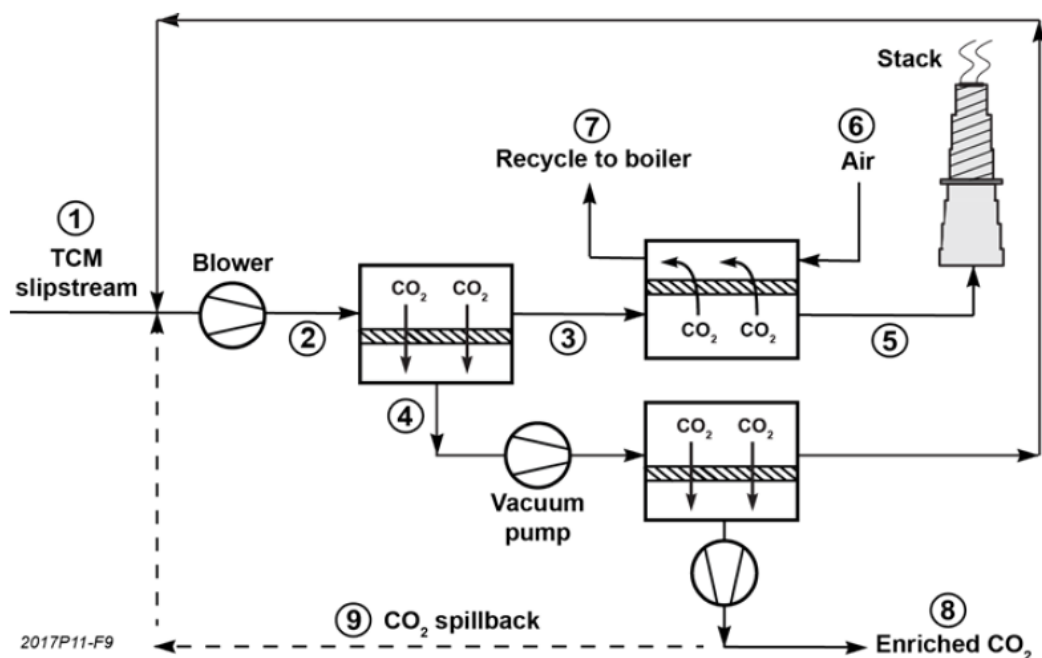 Stack
⑦
Recycle to boiler
⑥
Air
①
TCM
slipstream
Blower
CO₂ CO₂
②
③
CO₂ CO₂
⑤
④
CO₂ CO₂
Vacuum
pump
⑨ CO₂ spillback
⑧
Enriched CO₂
2017P11-F9